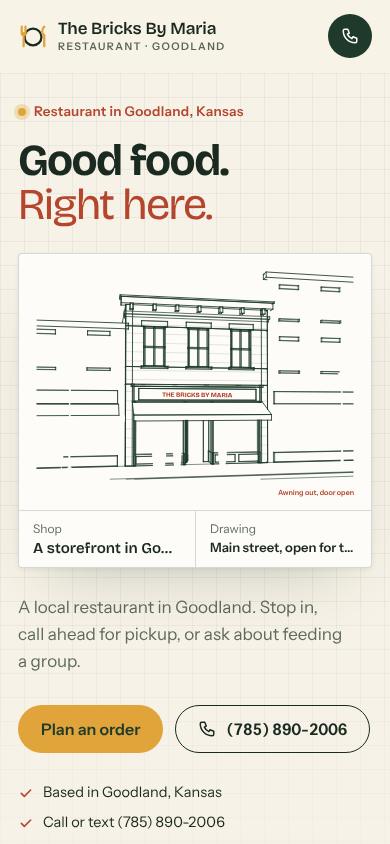 The Bricks By Maria
RESTAURANT · GOODLAND
Restaurant in Goodland, Kansas
Good food.
Right here.
THE BRICKS BY MARIA
Awning out, door open
Shop
A storefront in Go...
Drawing
Main street, open for t...
A local restaurant in Goodland. Stop in,
call ahead for pickup, or ask about feeding
a group.
Plan an order
(785) 890-2006
Based in Goodland, Kansas
Call or text (785) 890-2006